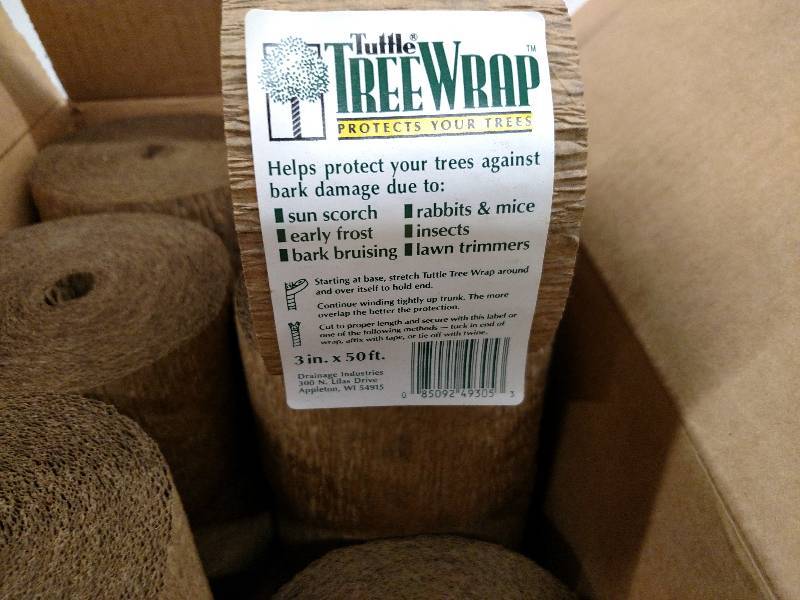 Tuttle®
TREEWRAP™
PROTECTS YOUR TREES
Helps protect your trees against
bark damage due to:
sun scorch
early frost
bark bruising
rabbits & mice
insects
lawn trimmers
Starting at base, stretch Tuttle Tree Wrap around
and over itself to hold end.
Continue winding tightly up trunk. The more
overlap the better the protection.
Cut to proper length and secure with this label or
one of the following methods — tuck in end of
wrap, affix with tape, or tie off with twine.
3 in. x 50 ft.
Drainage Industries
300 N. Lilas Drive
Appleton, WI 54915
0 85092 49305 3